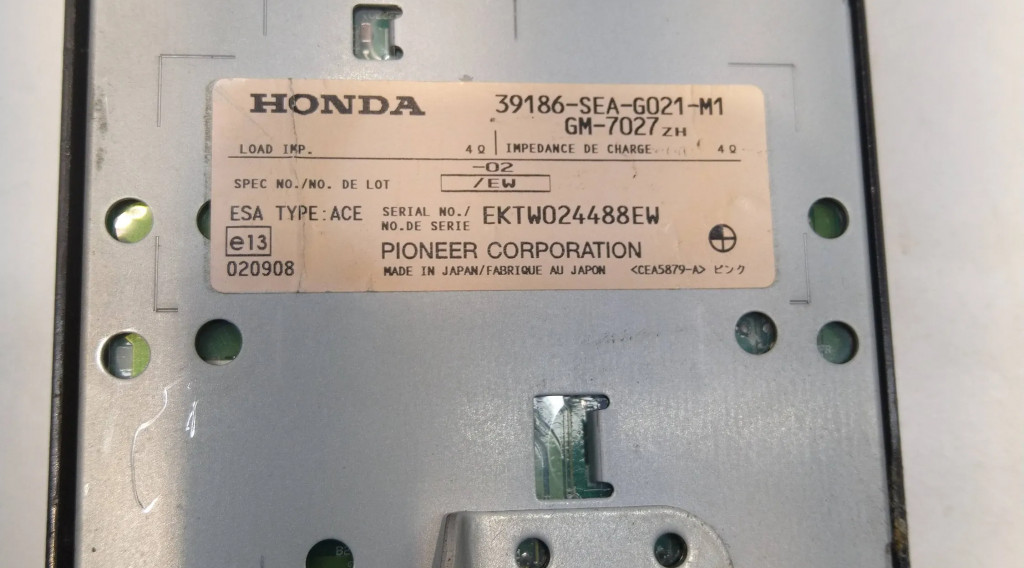 HONDA 39186-SEA-G021-M1
GM-7027 ZH
LOAD IMP. 4Ω IMPEDANCE DE CHARGE 4Ω
-02
SPEC NO./NO. DE LOT /EW
ESA TYPE:ACE SERIAL NO./ NO.DE SERIE EKTW024488EW
e13
PIONEER CORPORATION
020908 MADE IN JAPAN/FABRIQUE AU JAPON <CEA5879-A> ピンク